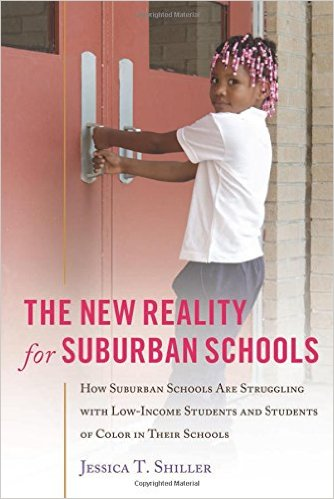 THE NEW REALITY
for SUBURBAN SCHOOLS
HOW SUBURBAN SCHOOLS ARE STRUGGLING
WITH LOW-INCOME STUDENTS AND STUDENTS
OF COLOR IN THEIR SCHOOLS
JESSICA T. SHILLER